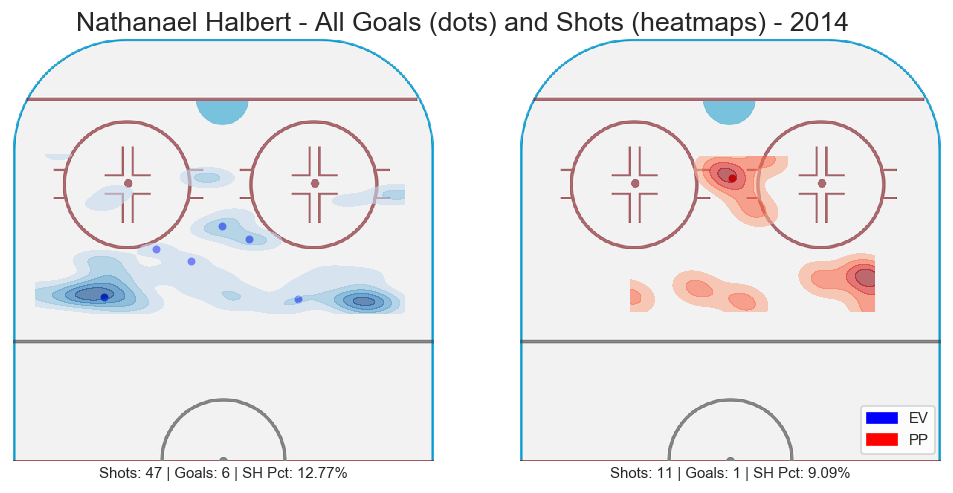 Nathanael Halbert - All Goals (dots) and Shots (heatmaps) - 2014
EV
PP
Shots: 47 | Goals: 6 | SH Pct: 12.77%
Shots: 11 | Goals: 1 | SH Pct: 9.09%